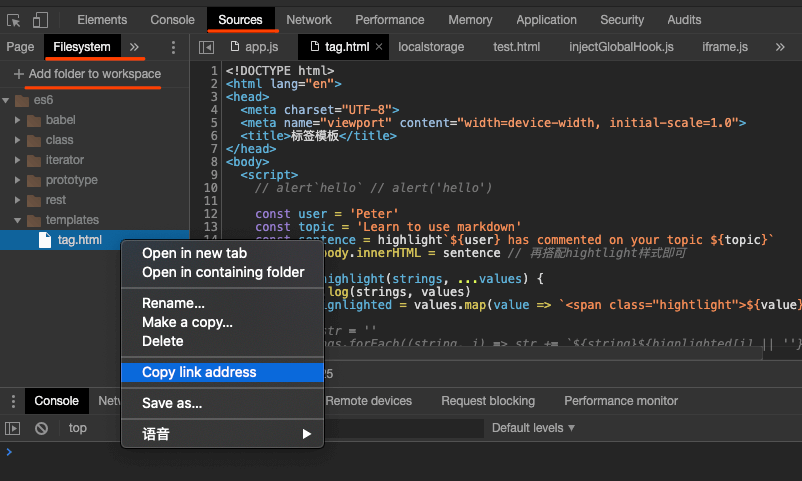 Elements Console Sources Network Performance Memory Application Security Audits
Page Filesystem » app.js tag.html × localstorage test.html injectGlobalHook.js iframe.js »
+ Add folder to workspace
es6
babel
class
iterator
prototype
rest
templates
tag.html
1 <!DOCTYPE html>
2 <html lang="en">
3 <head>
4 <meta charset="UTF-8">
5 <meta name="viewport" content="width=device-width, initial-scale=1.0">
6 <title>标签模板</title>
7 </head>
8 <body>
9 <script>
10 // alert`hello` // alert('hello')
11
12 const user = 'Peter'
13 const topic = 'Learn to use markdown'
14 const sentence = highlight`${user} has commented on your topic ${topic}`
body.innerHTML = sentence // 再搭配hightlight样式即可
highlight(strings, ...values) {
log(strings, values)
highlighted = values.map(value => `<span class="hightlight">${value}
str = ''
ngs.forEach((string, i) => str += `${string}${highlighted[i] || ''}
25
Open in new tab
Open in containing folder
Rename...
Make a copy...
Delete
Copy link address
Save as...
语音
Console Net Remote devices Request blocking Performance monitor
top Default levels ▼
>